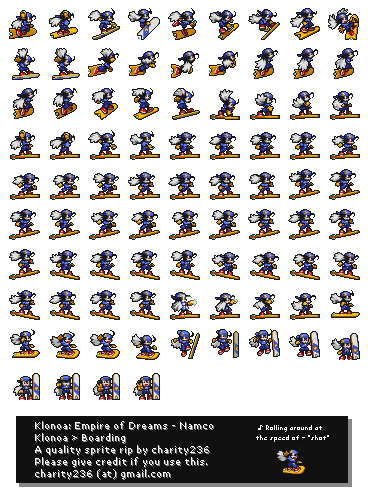 Klonoa: Empire of Dreams - Namco
Klonoa > Boarding
A quality sprite rip by charity236
Please give credit if you use this.
charity236 (at) gmail.com
♪ Rolling around at
the speed of - "shot"